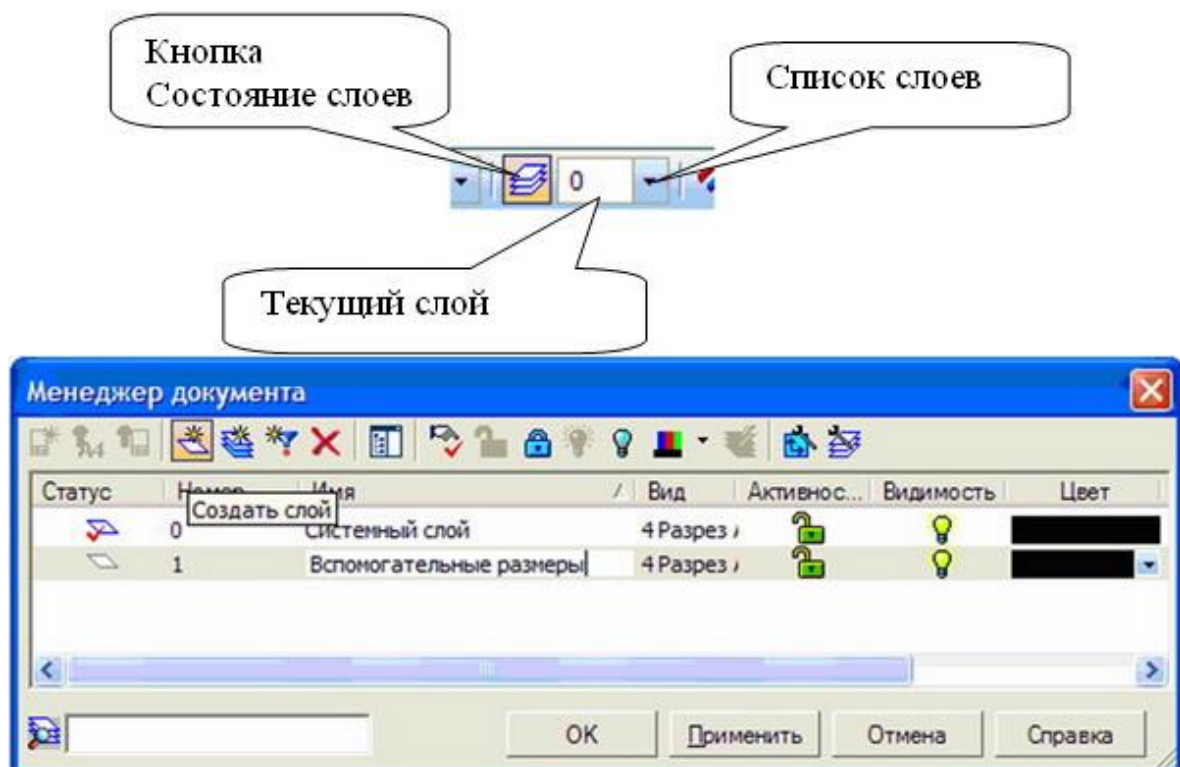 Кнопка
Состояние слоев
Список слоев
0
Текущий слой
Менеджер документа
Статус Номер Имя / Вид Активнос... Видимость Цвет
Создать слой
0 Системный слой 4 Разрез
1 Вспомогательные размеры 4 Разрез
OK Применить Отмена Справка